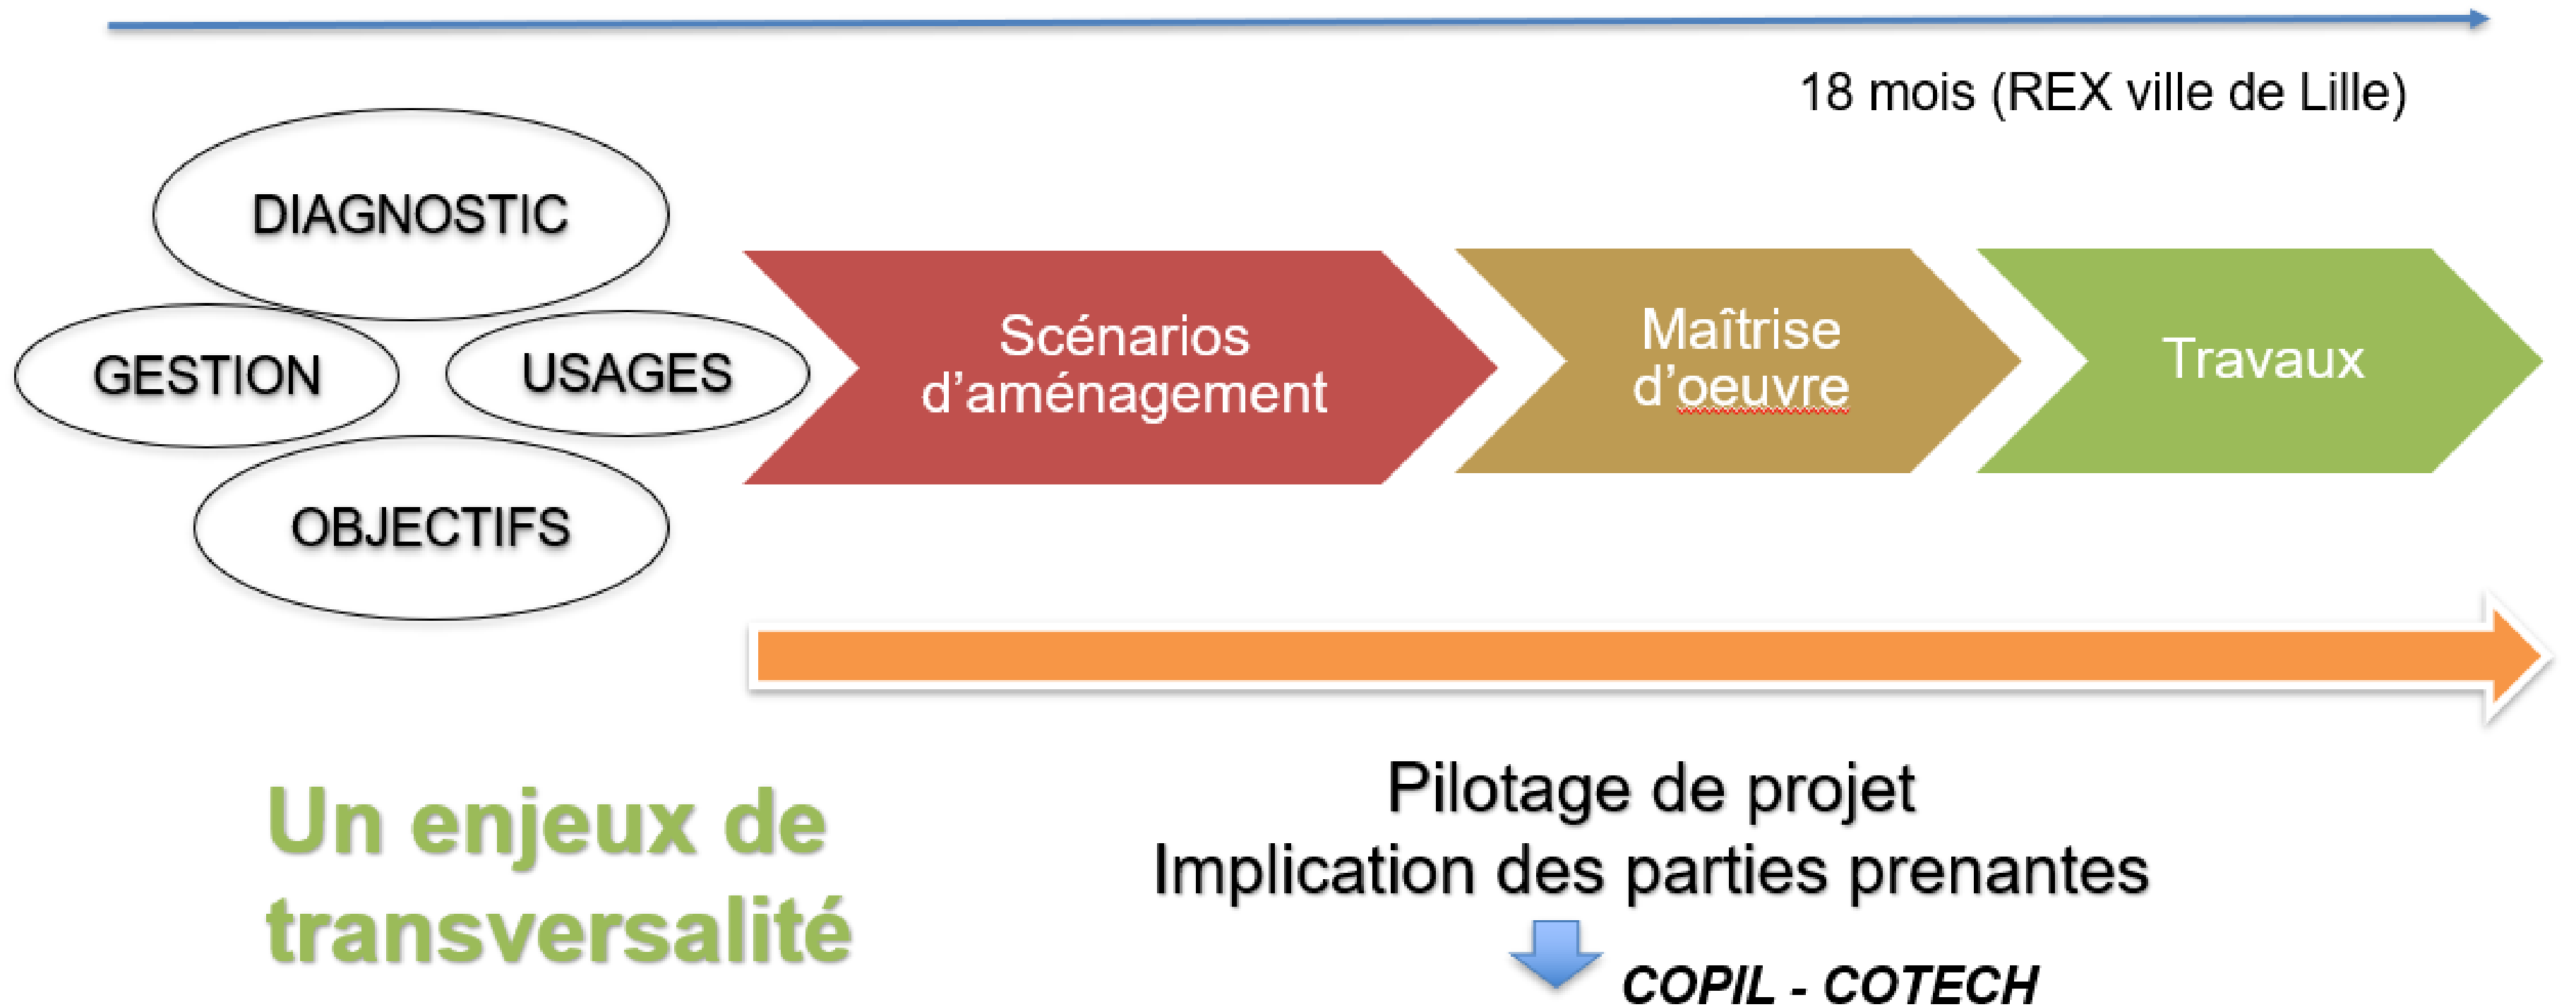 18 mois (REX ville de Lille)
DIAGNOSTIC
GESTION
USAGES
OBJECTIFS
Scénarios
d’aménagement
Maîtrise
d’oeuvre
Travaux
Un enjeux de
transversalité
Pilotage de projet
Implication des parties prenantes
COPIL - COTECH